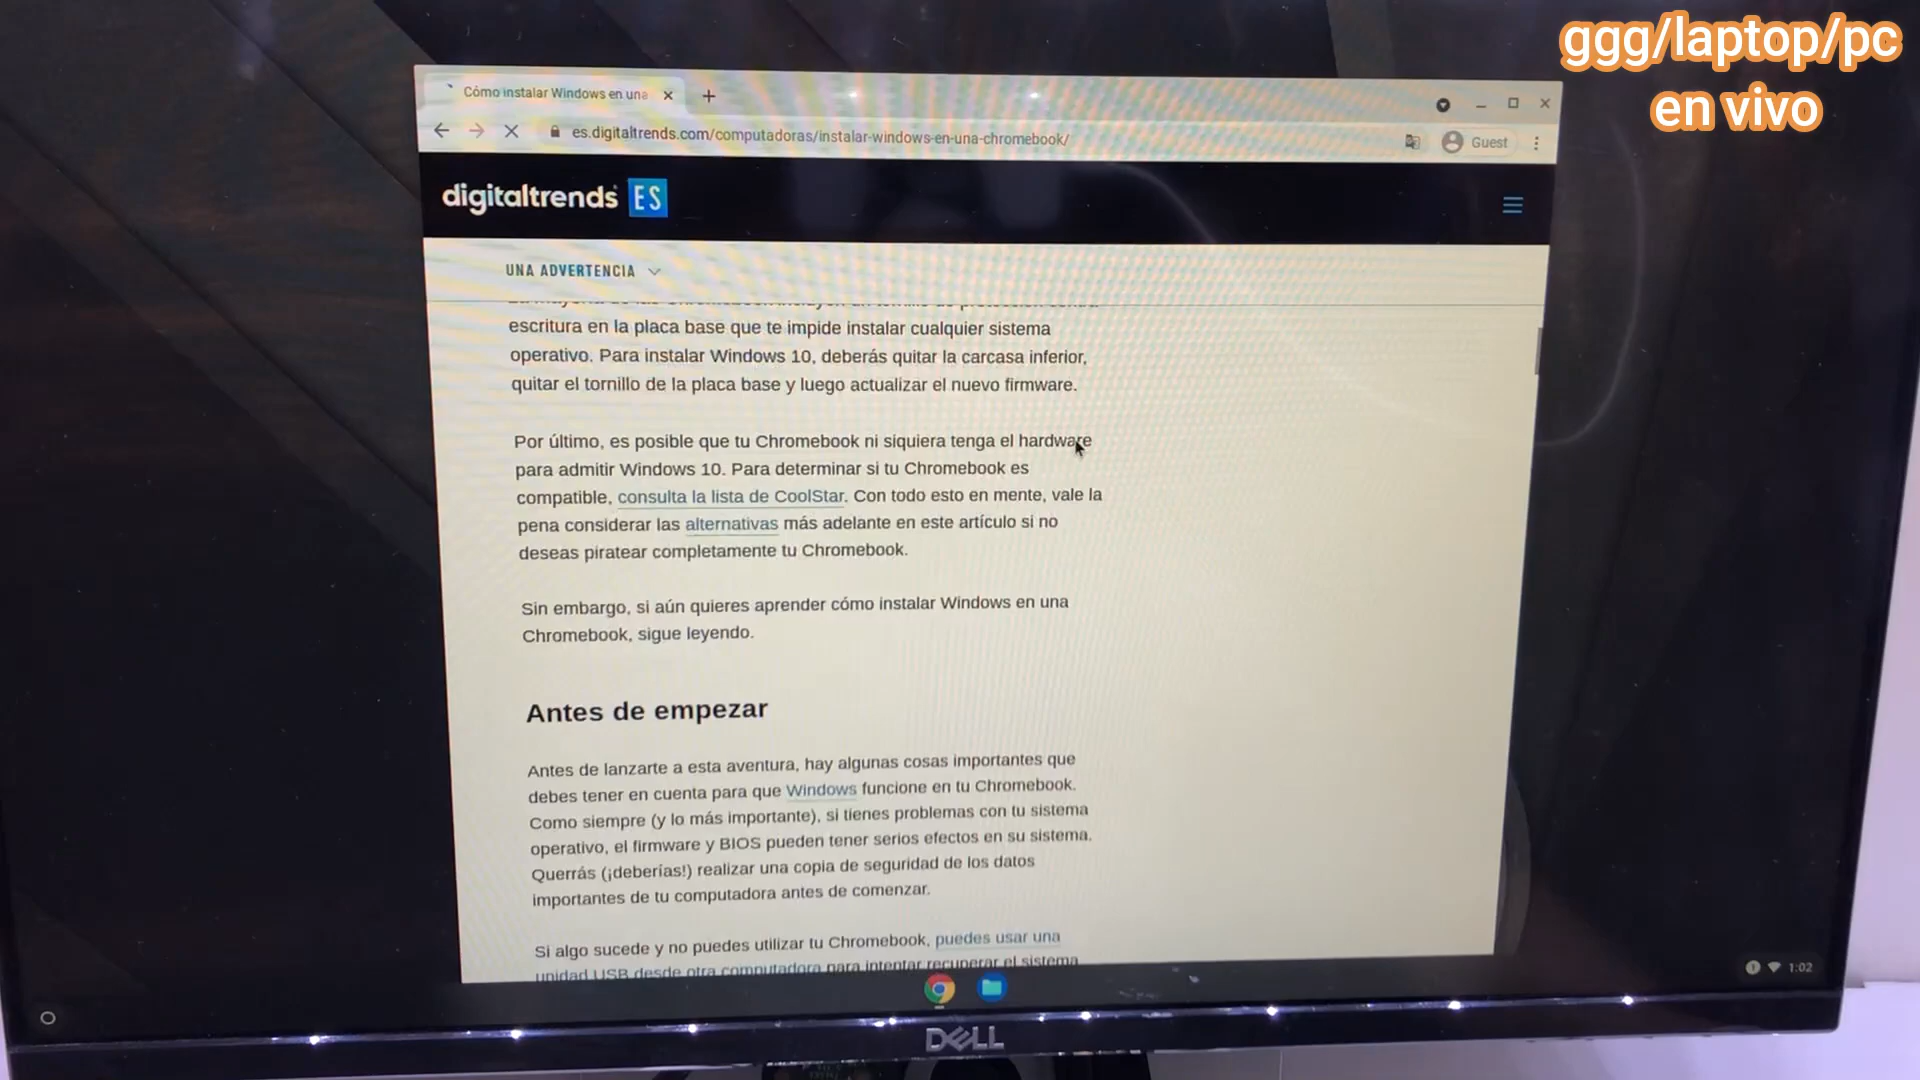 ggg/laptop/pc
en vivo
Cómo instalar Windows en una
es.digitaltrends.com/computadoras/instalar-windows-en-una-chromebook/
Guest
digitaltrends ES
UNA ADVERTENCIA
escritura en la placa base que te impide instalar cualquier sistema
operativo. Para instalar Windows 10, deberás quitar la carcasa inferior,
quitar el tornillo de la placa base y luego actualizar el nuevo firmware.
Por último, es posible que tu Chromebook ni siquiera tenga el hardware
para admitir Windows 10. Para determinar si tu Chromebook es
compatible, consulta la lista de CoolStar. Con todo esto en mente, vale la
pena considerar las alternativas más adelante en este artículo si no
deseas piratear completamente tu Chromebook.
Sin embargo, si aún quieres aprender cómo instalar Windows en una
Chromebook, sigue leyendo.
Antes de empezar
Antes de lanzarte a esta aventura, hay algunas cosas importantes que
debes tener en cuenta para que Windows funcione en tu Chromebook.
Como siempre (y lo más importante), si tienes problemas con tu sistema
operativo, el firmware y BIOS pueden tener serios efectos en su sistema.
Querrás (¡deberías!) realizar una copia de seguridad de los datos
importantes de tu computadora antes de comenzar.
Si algo sucede y no puedes utilizar tu Chromebook, puedes usar una
unidad USB desde otra computadora para intentar recuperar el sistema
1:02
DELL